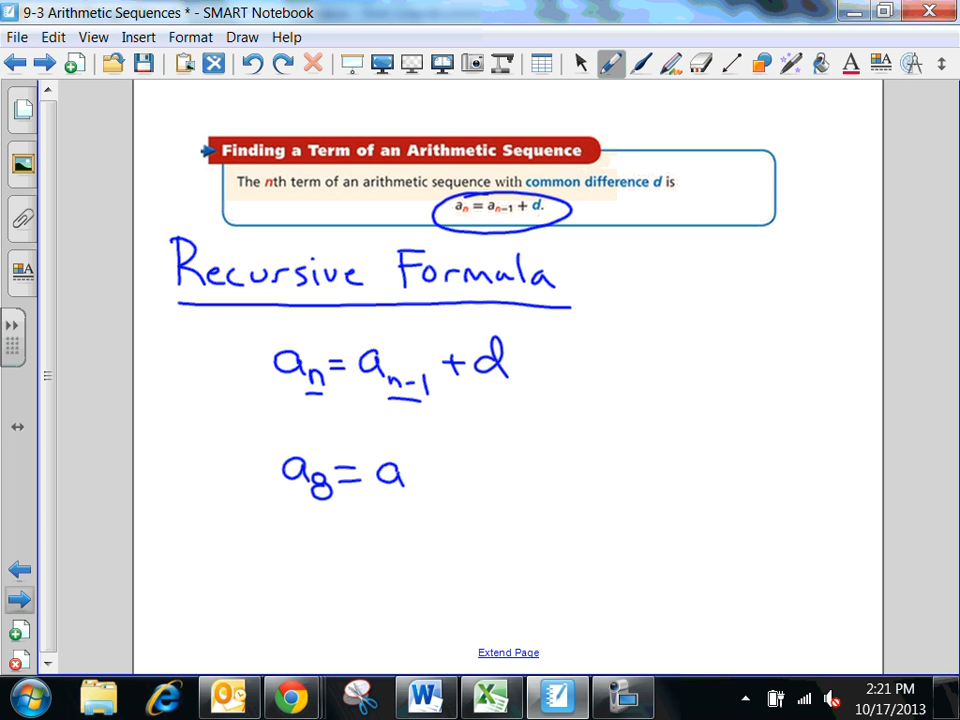 9-3 Arithmetic Sequences * - SMART Notebook
File Edit View Insert Format Draw Help
Finding a Term of an Arithmetic Sequence
The nth term of an arithmetic sequence with common difference d is
aₙ = aₙ₋₁ + d.
Recursive Formula
aₙ = aₙ₋₁ + d
a₈ = a
Extend Page
2:21 PM
10/17/2013